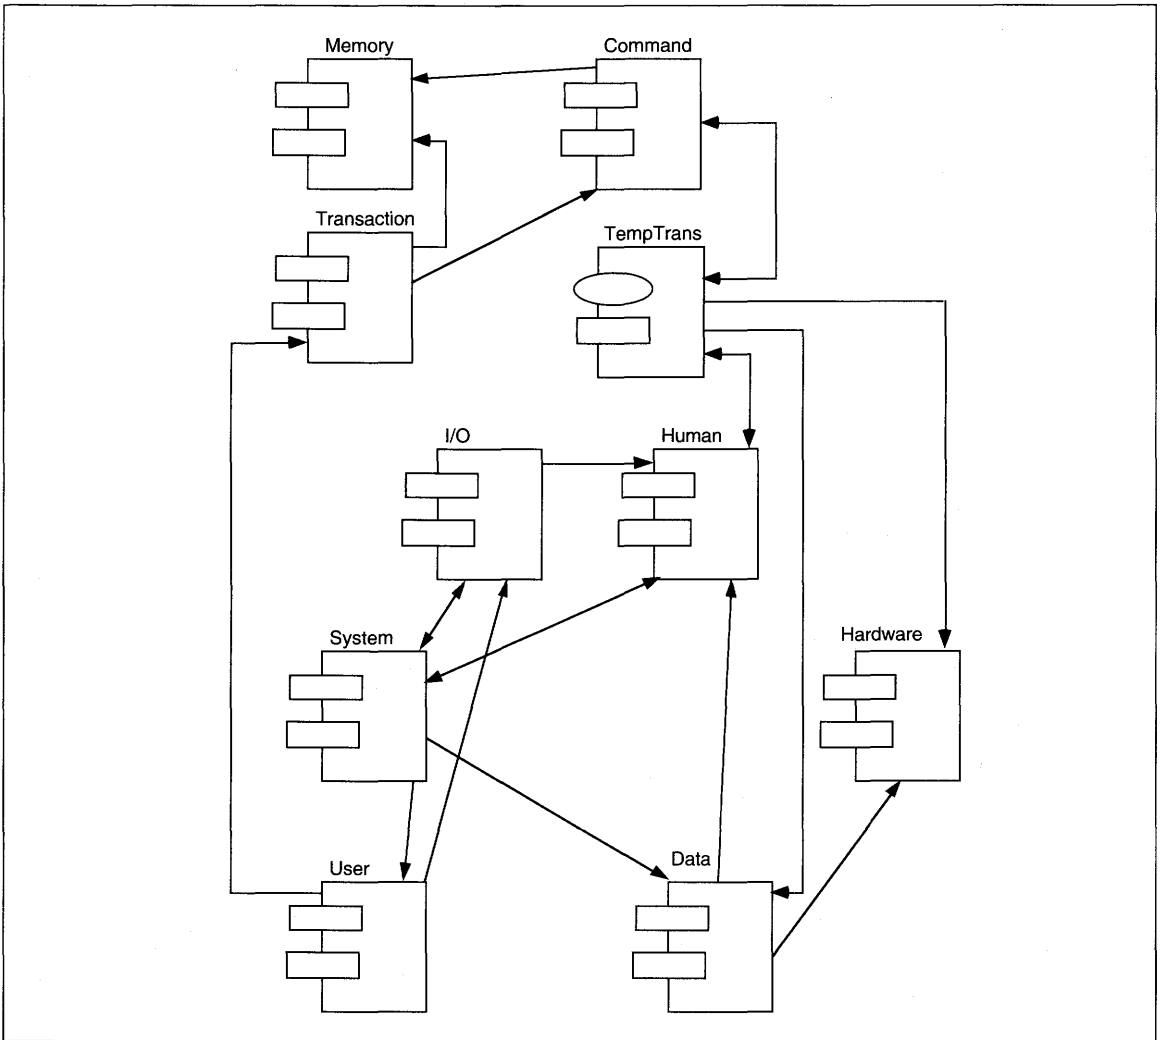 Memory
Command
Transaction
TempTrans
I/O
Human
System
Hardware
User
Data